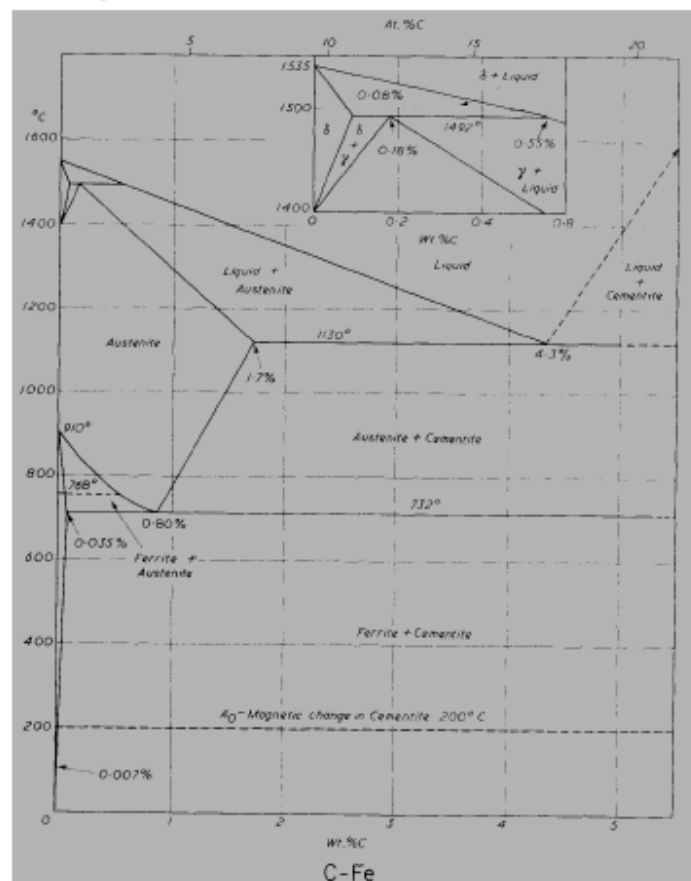 At.%C
5
10
15
20
°C
1600
1400
1200
1000
800
600
400
200
0
1535
1500
1400
δ + Liquid
0·08%
δ
δ
γ +
1492°
0·18%
0·55%
γ +
Liquid
0
0·2
0·4
0·8
Wt.%C
Liquid +
Austenite
Liquid
Liquid
+
Cementite
Austenite
1130°
1·7%
4·3%
910°
Austenite + Cementite
768°
0·80%
732°
0·035%
Ferrite +
Austenite
Ferrite + Cementite
A0–Magnetic change in Cementite 200° C
0·007%
1
2
3
4
5
Wt.%C
C-Fe